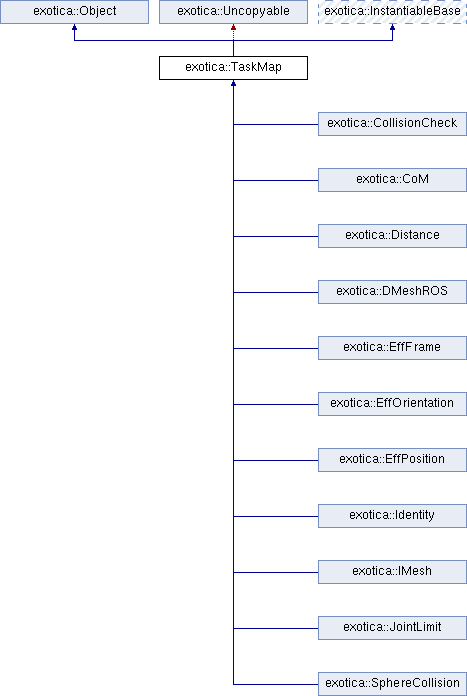 exotica::Object
exotica::Uncopyable
exotica::InstantiableBase
exotica::TaskMap
exotica::CollisionCheck
exotica::CoM
exotica::Distance
exotica::DMeshROS
exotica::EffFrame
exotica::EffOrientation
exotica::EffPosition
exotica::Identity
exotica::IMesh
exotica::JointLimit
exotica::SphereCollision